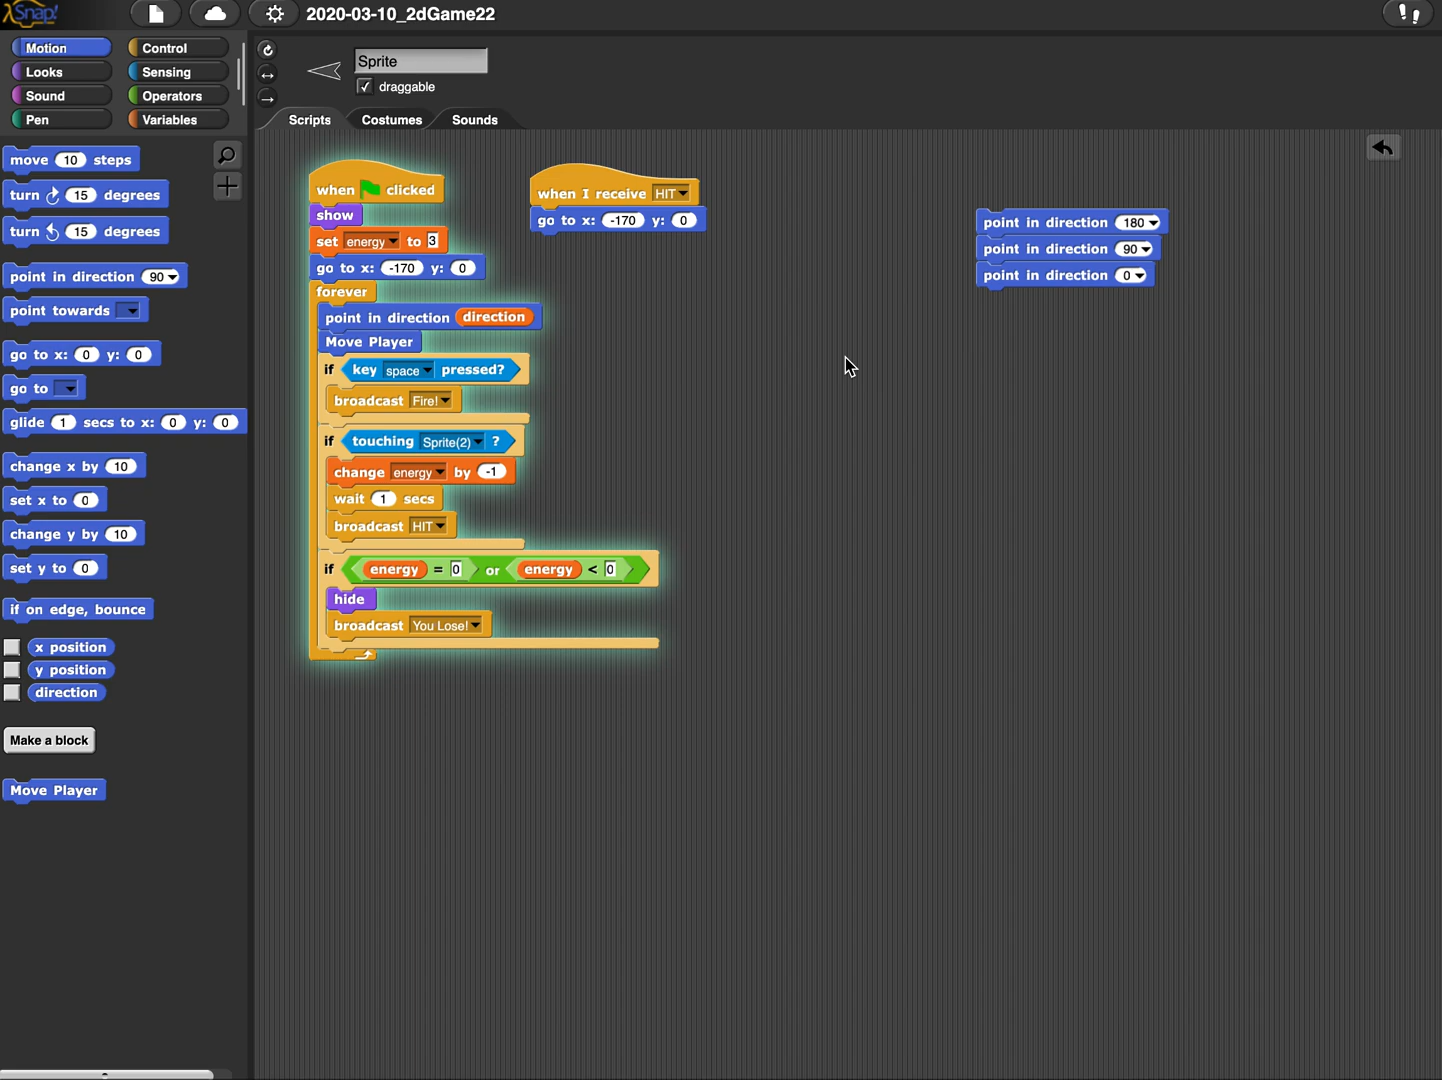 Snap!
2020-03-10_2dGame22
Motion
Control
Looks
Sensing
Sound
Operators
Pen
Variables
Sprite
draggable
Scripts
Costumes
Sounds
move 10 steps
turn 15 degrees
turn 15 degrees
point in direction 90
point towards
go to x: 0 y: 0
go to
glide 1 secs to x: 0 y: 0
change x by 10
set x to 0
change y by 10
set y to 0
if on edge, bounce
x position
y position
direction
Make a block
Move Player
when clicked
show
set energy to 3
go to x: -170 y: 0
forever
point in direction direction
Move Player
if key space pressed?
broadcast Fire!
if touching Sprite(2) ?
change energy by -1
wait 1 secs
broadcast HIT
if energy = 0 or energy < 0
hide
broadcast You Lose!
when I receive HIT
go to x: -170 y: 0
point in direction 180
point in direction 90
point in direction 0